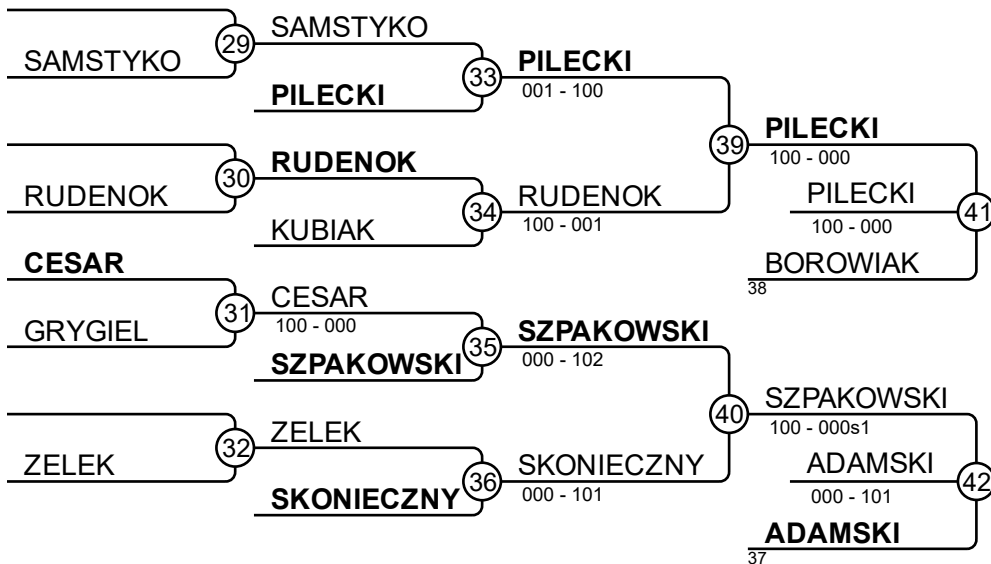 29
SAMSTYKO
SAMSTYKO
33
PILECKI
001 - 100
PILECKI
39
PILECKI
100 - 000
30
RUDENOK
RUDENOK
34
RUDENOK
100 - 001
KUBIAK
PILECKI
100 - 000
41
CESAR
BOROWIAK
38
31
CESAR
100 - 000
GRYGIEL
35
SZPAKOWSKI
000 - 102
SZPAKOWSKI
40
SZPAKOWSKI
100 - 000s1
32
ZELEK
ZELEK
36
SKONIECZNY
000 - 101
SKONIECZNY
ADAMSKI
000 - 101
42
ADAMSKI
37